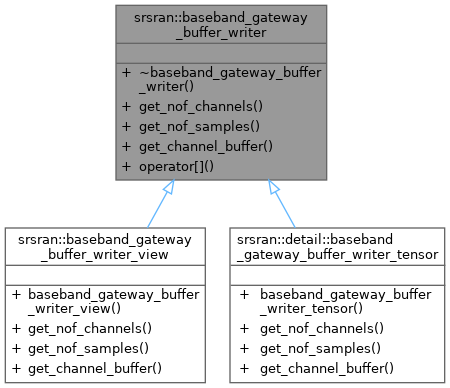 srsran::baseband_gateway
_buffer_writer
+ ~baseband_gateway_buffer
_writer()
+ get_nof_channels()
+ get_nof_samples()
+ get_channel_buffer()
+ operator[]()
srsran::baseband_gateway
_buffer_writer_view
+ baseband_gateway_buffer
_writer_view()
+ get_nof_channels()
+ get_nof_samples()
+ get_channel_buffer()
srsran::detail::baseband
_gateway_buffer_writer_tensor
+ baseband_gateway_buffer
_writer_tensor()
+ get_nof_channels()
+ get_nof_samples()
+ get_channel_buffer()